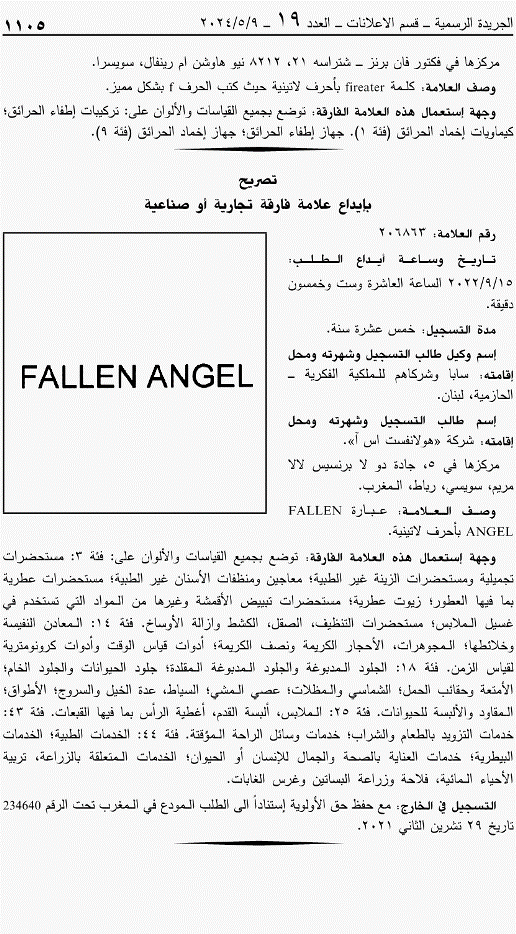 الجريدة الرسمية – قسم الاعلانات – العدد ١٩ – ٢٠٢٤/٥/٩
١١٠٥
مركزها في فكتور فان برنز – شتراسه ٢١، ٨٢١٢ نيو هاوشن ام رينفال، سويسرا.
وصف العلامة: كلمة fireater بأحرف لاتينية حيث كتب الحرف f بشكل مميز.
وجهة إستعمال هذه العلامة الفارقة: توضع بجميع القياسات والألوان على: تركيبات إطفاء الحرائق؛
كيماويات إخماد الحرائق (فئة ١). جهاز إطفاء الحرائق؛ جهاز إخماد الحرائق (فئة ٩).
تصريح
بإيداع علامة فارقة تجارية أو صناعية
رقم العلامة: ٢٠٦٨٦٣
تاريخ وساعة أيداع الطلب:
٢٠٢٢/٩/١٥ الساعة العاشرة وست وخمسون
دقيقة.
مدة التسجيل: خمس عشرة سنة.
إسم وكيل طالب التسجيل وشهرته ومحل
إقامته: سابا وشركاهم للملكية الفكرية –
الحازمية، لبنان.
إسم طالب التسجيل وشهرته ومحل
إقامته: شركة «هولانفست اس آ».
مركزها في ٥، جادة دو لا برنسيس لالا
مريم، سويسي، رباط، المغرب.
وصف العلامة: عبارة FALLEN
ANGEL بأحرف لاتينية.
FALLEN ANGEL
وجهة إستعمال هذه العلامة الفارقة: توضع بجميع القياسات والألوان على: فئة ٣: مستحضرات
تجميلية ومستحضرات الزينة غير الطبية؛ معاجين ومنظفات الأسنان غير الطبية؛ مستحضرات عطرية
بما فيها العطور؛ زيوت عطرية؛ مستحضرات تبييض الأقمشة وغيرها من المواد التي تستخدم في
غسيل الملابس؛ مستحضرات التنظيف، الصقل، الكشط وازالة الأوساخ. فئة ١٤: المعادن النفيسة
وخلائطها؛ المجوهرات، الأحجار الكريمة ونصف الكريمة؛ أدوات قياس الوقت وأدوات كرونومترية
لقياس الزمن. فئة ١٨: الجلود المدبوغة والجلود المدبوغة المقلدة؛ جلود الحيوانات والجلود الخام؛
الأمتعة وحقائب الحمل؛ الشماسي والمظلات؛ عصي المشي؛ السياط، عدة الخيل والسروج؛ الأطواق؛
المقاود والألبسة للحيوانات. فئة ٢٥: الملابس، ألبسة القدم، أغطية الرأس بما فيها القبعات. فئة ٤٣:
خدمات التزويد بالطعام والشراب؛ خدمات وسائل الراحة المؤقتة. فئة ٤٤: الخدمات الطبية؛ الخدمات
البيطرية؛ خدمات العناية بالصحة والجمال للإنسان أو الحيوان؛ الخدمات المتعلقة بالزراعة، تربية
الأحياء المائية، فلاحة وزراعة البساتين وغرس الغابات.
التسجيل في الخارج: مع حفظ حق الأولوية إستناداً الى الطلب المودع في المغرب تحت الرقم 234640
تاريخ ٢٩ تشرين الثاني ٢٠٢١.